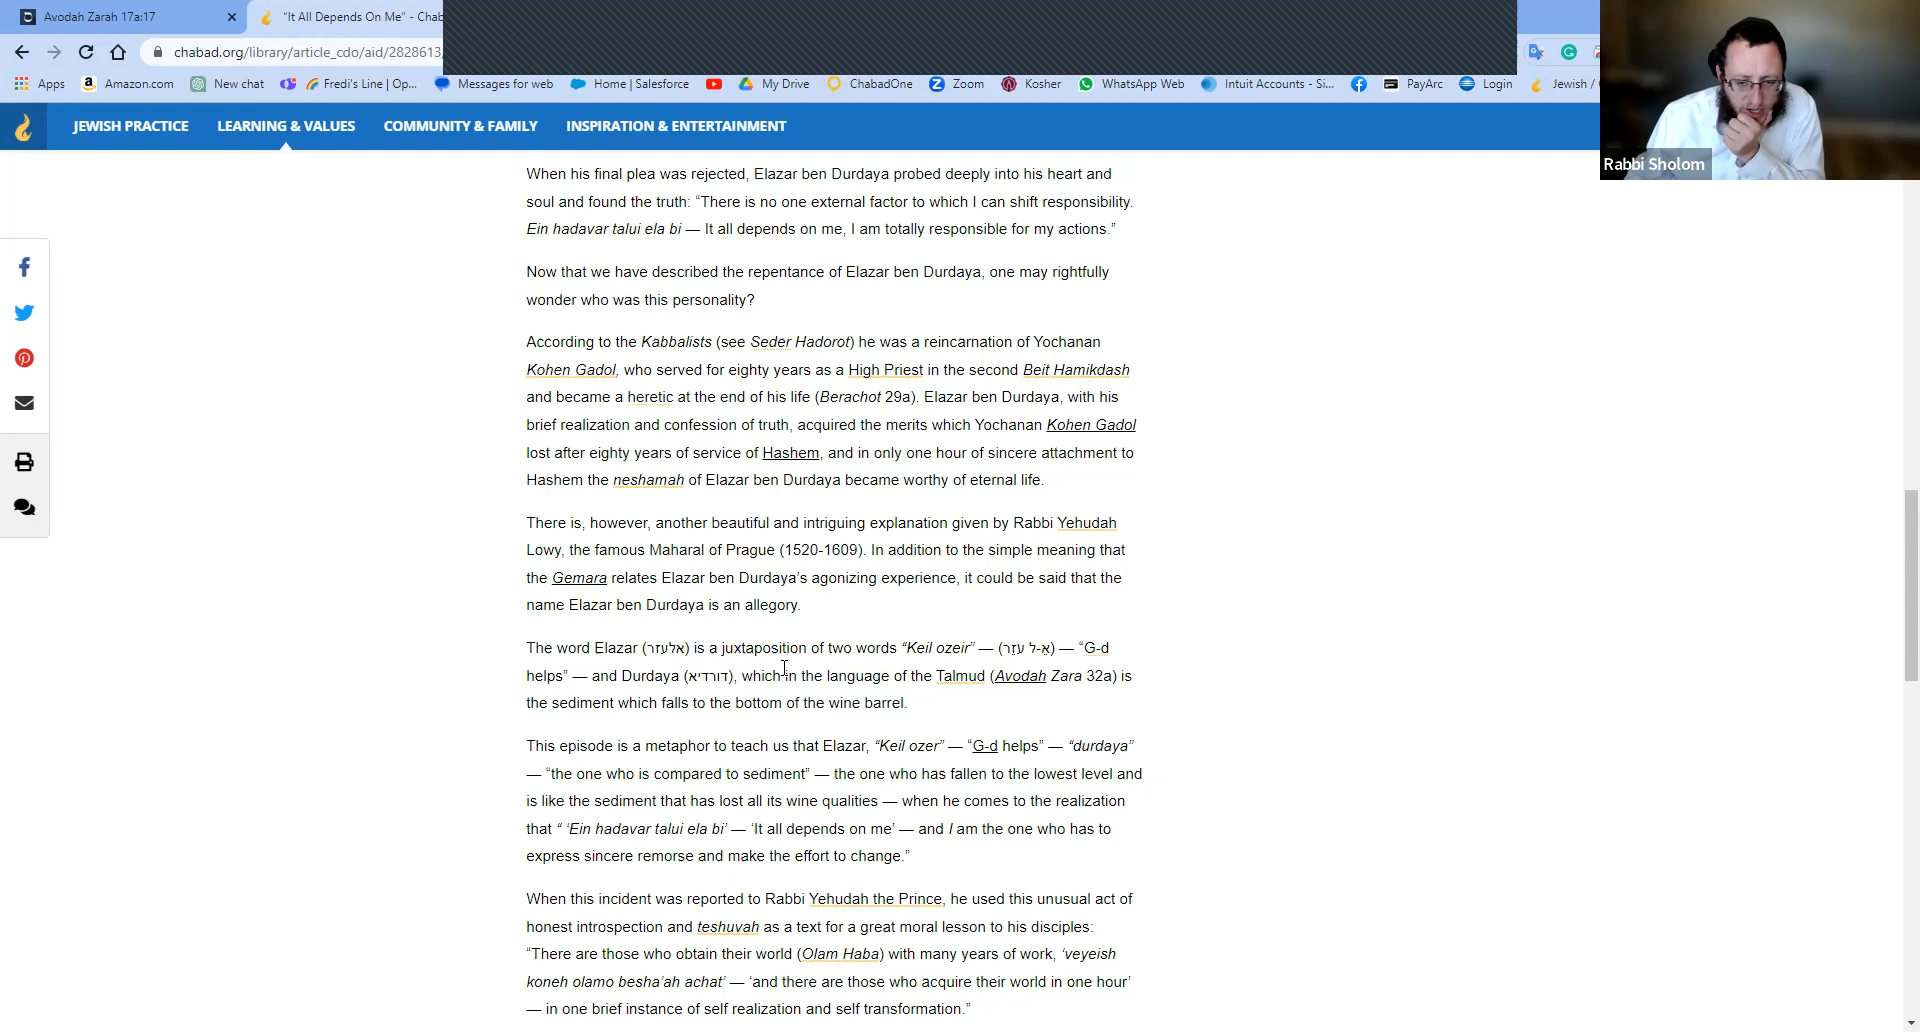 Avodah Zarah 17a:17
"It All Depends On Me" - Chab
chabad.org/library/article_cdo/aid/2828613
Apps
Amazon.com
New chat
Fredi's Line | Op...
Messages for web
Home | Salesforce
My Drive
ChabadOne
Zoom
Kosher
WhatsApp Web
Intuit Accounts - Si...
PayArc
Login
Jewish /
JEWISH PRACTICE
LEARNING & VALUES
COMMUNITY & FAMILY
INSPIRATION & ENTERTAINMENT
Rabbi Sholom
When his final plea was rejected, Elazar ben Durdaya probed deeply into his heart and
soul and found the truth: “There is no one external factor to which I can shift responsibility.
Ein hadavar talui ela bi — It all depends on me, I am totally responsible for my actions.”
Now that we have described the repentance of Elazar ben Durdaya, one may rightfully
wonder who was this personality?
According to the Kabbalists (see Seder Hadorot) he was a reincarnation of Yochanan
Kohen Gadol, who served for eighty years as a High Priest in the second Beit Hamikdash
and became a heretic at the end of his life (Berachot 29a). Elazar ben Durdaya, with his
brief realization and confession of truth, acquired the merits which Yochanan Kohen Gadol
lost after eighty years of service of Hashem, and in only one hour of sincere attachment to
Hashem the neshamah of Elazar ben Durdaya became worthy of eternal life.
There is, however, another beautiful and intriguing explanation given by Rabbi Yehudah
Lowy, the famous Maharal of Prague (1520-1609). In addition to the simple meaning that
the Gemara relates Elazar ben Durdaya’s agonizing experience, it could be said that the
name Elazar ben Durdaya is an allegory.
The word Elazar (אלעזר) is a juxtaposition of two words “Keil ozeir” — (אֵ-ל עֹזֵר) — “G-d
helps” — and Durdaya (דורדיא), which in the language of the Talmud (Avodah Zara 32a) is
the sediment which falls to the bottom of the wine barrel.
This episode is a metaphor to teach us that Elazar, “Keil ozer” — “G-d helps” — “durdaya”
— “the one who is compared to sediment” — the one who has fallen to the lowest level and
is like the sediment that has lost all its wine qualities — when he comes to the realization
that “ ‘Ein hadavar talui ela bi’ — ‘It all depends on me’ — and I am the one who has to
express sincere remorse and make the effort to change.”
When this incident was reported to Rabbi Yehudah the Prince, he used this unusual act of
honest introspection and teshuvah as a text for a great moral lesson to his disciples:
“There are those who obtain their world (Olam Haba) with many years of work, ‘veyeish
koneh olamo besha’ah achat’ — ‘and there are those who acquire their world in one hour’
— in one brief instance of self realization and self transformation.”